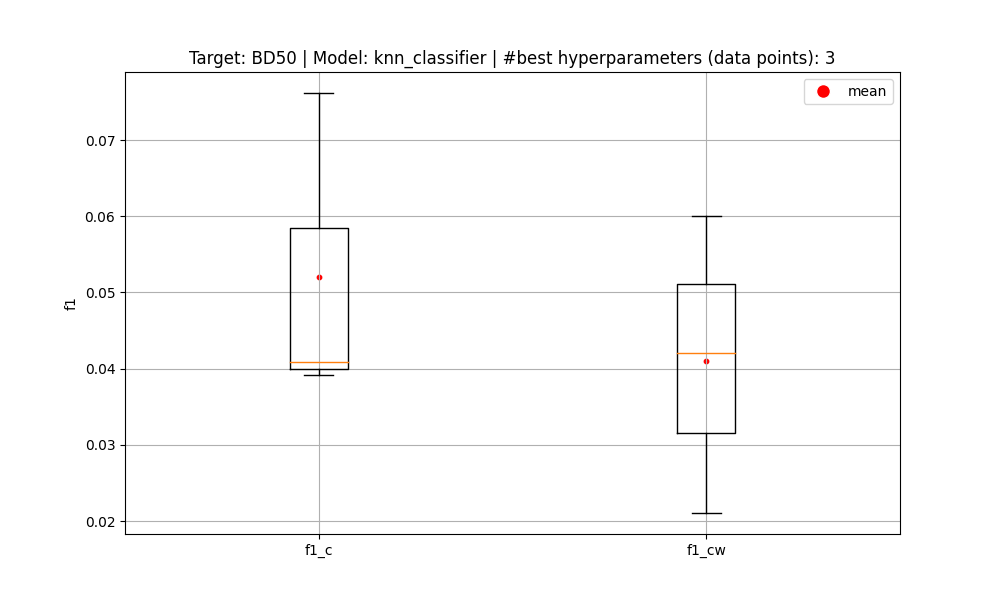 Target: BD50 | Model: knn_classifier | #best hyperparameters (data points): 3
mean
0.07
0.06
0.05
0.04
0.03
0.02
f1
f1_c
f1_cw